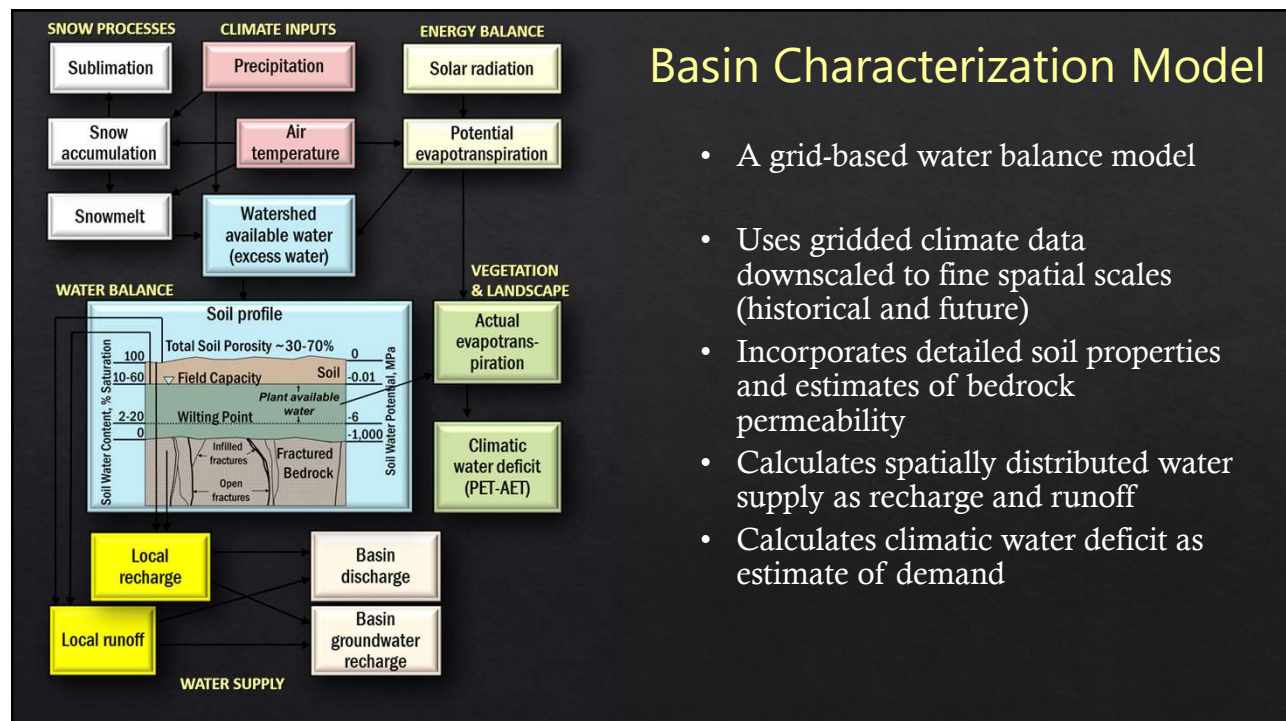 SNOW PROCESSES
CLIMATE INPUTS
ENERGY BALANCE
Sublimation
Precipitation
Solar radiation
Snow
accumulation
Air
temperature
Potential
evapotranspiration
Snowmelt
Watershed
available water
(excess water)
WATER BALANCE
VEGETATION
& LANDSCAPE
Soil profile
Total Soil Porosity ~30-70%
Soil Water Content, % Saturation
100
10-60
2-20
0
Field Capacity
Soil
Plant available
water
Wilting Point
Infilled
fractures
Open
fractures
Fractured
Bedrock
0
-0.01
-6
-1,000
Soil Water Potential, MPa
Actual
evapotrans-
piration
Climatic
water deficit
(PET-AET)
Local
recharge
Basin
discharge
Local runoff
Basin
groundwater
recharge
WATER SUPPLY
Basin Characterization Model
• A grid-based water balance model
• Uses gridded climate data
downscaled to fine spatial scales
(historical and future)
• Incorporates detailed soil properties
and estimates of bedrock
permeability
• Calculates spatially distributed water
supply as recharge and runoff
• Calculates climatic water deficit as
estimate of demand